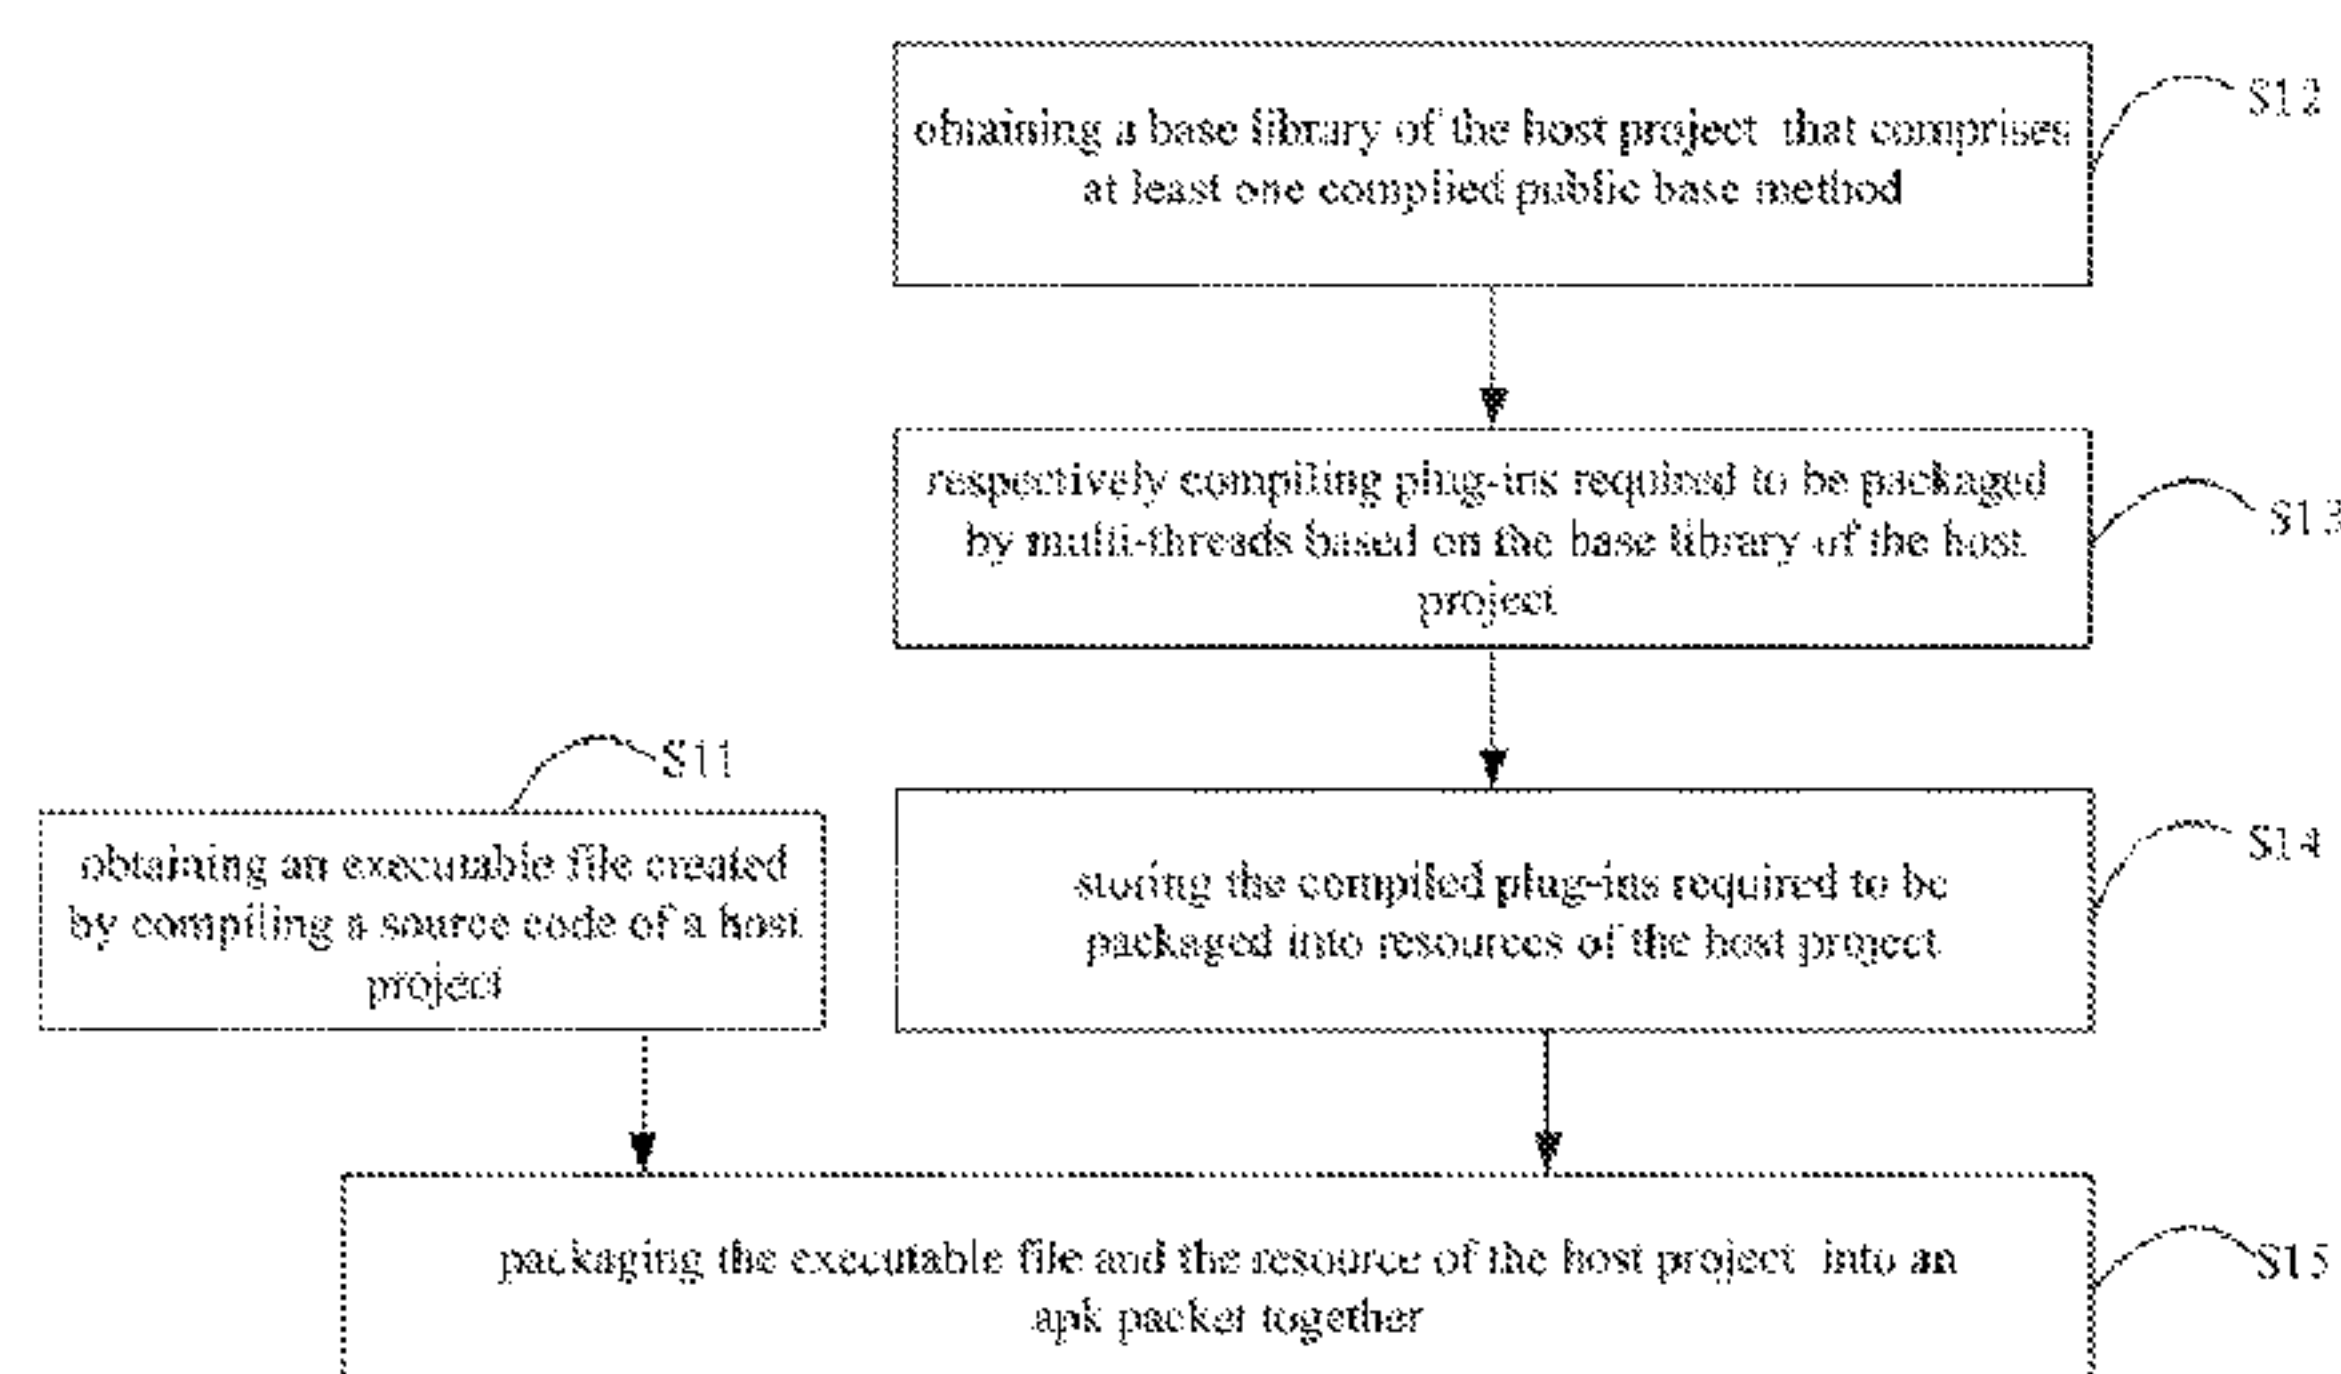 S12
obtaining a base library of the host project that comprises
at least one complied public base method
respectively compiling plug-ins required to be packaged
by multi-threads based on the base library of the host
project
S13
S11
obtaining an executable file created
by compiling a source code of a host
project
storing the compiled plug-ins required to be
packaged into resources of the host project
S14
packaging the executable file and the resource of the host project into an
apk packet together
S15